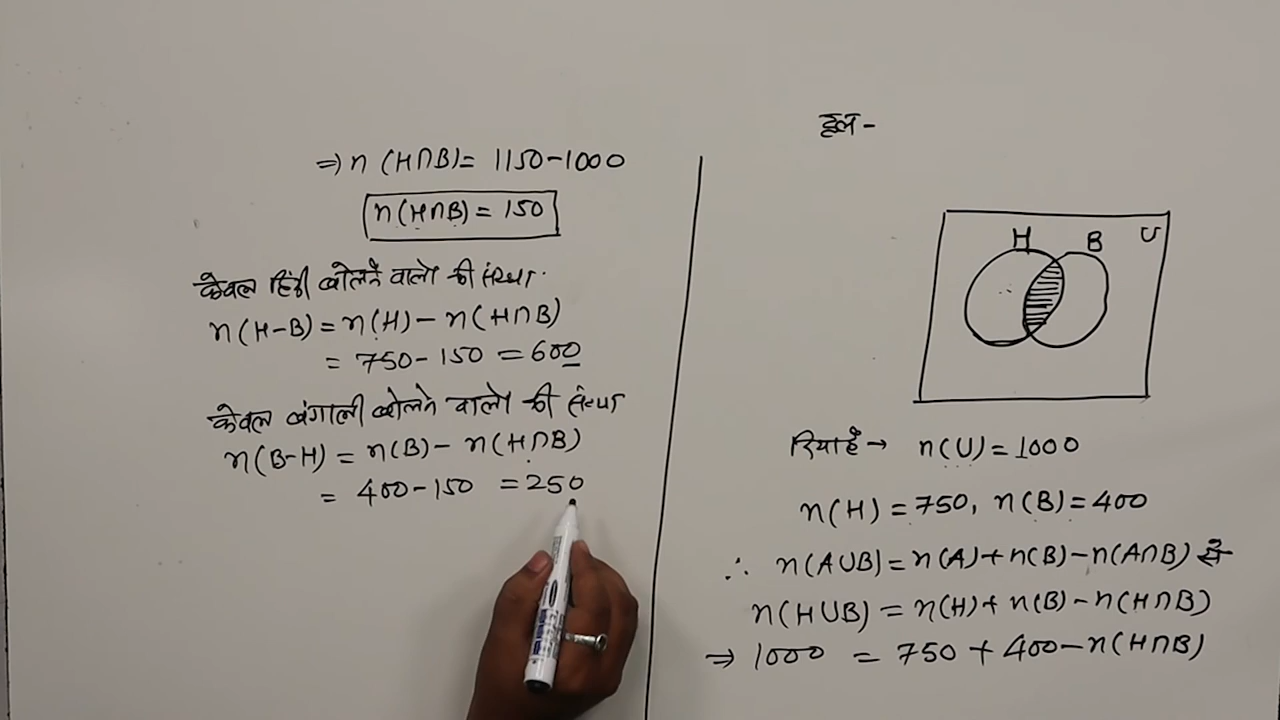 हल-
H B U
दिया है → n(U) = 1000
n(H) = 750, n(B) = 400
∴ n(A∪B) = n(A) + n(B) - n(A∩B) से
n(H∪B) = n(H) + n(B) - n(H∩B)
⇒ 1000 = 750 + 400 - n(H∩B)
⇒ n(H∩B) = 1150 - 1000
n(H∩B) = 150
केवल हिंदी बोलने वालो की संख्या
n(H-B) = n(H) - n(H∩B)
= 750 - 150 = 600
केवल बंगाली बोलने वालो की संख्या
n(B-H) = n(B) - n(H∩B)
= 400 - 150 = 250